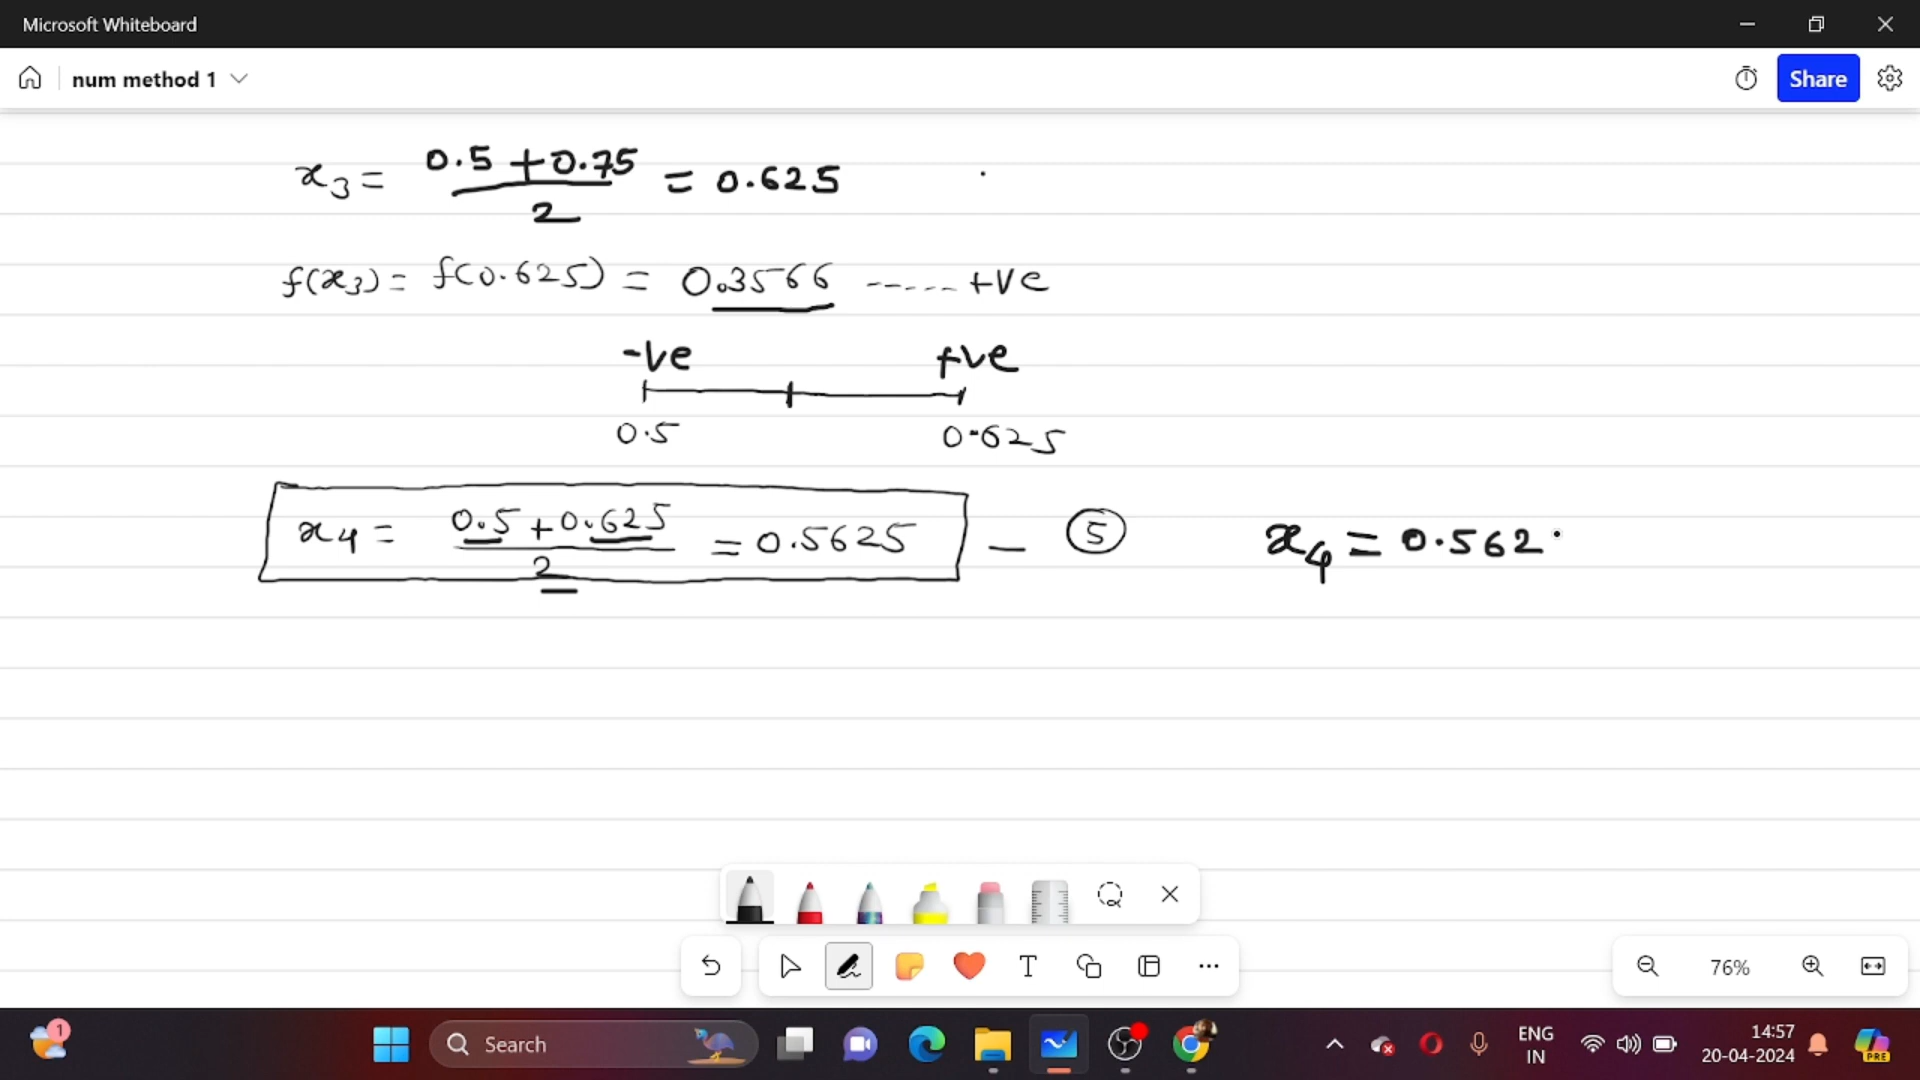 Microsoft Whiteboard
num method 1
Share
x₃ = 0.5 + 0.75 / 2 = 0.625
f(x₃) = f(0.625) = 0.3566 ------ +ve
-ve +ve
0.5 0.625
x₄ = 0.5 + 0.625 / 2 = 0.5625 — ⑤ x₄ = 0.562
T
76%
1
Search
PRE
ENG
IN
14:57
20-04-2024